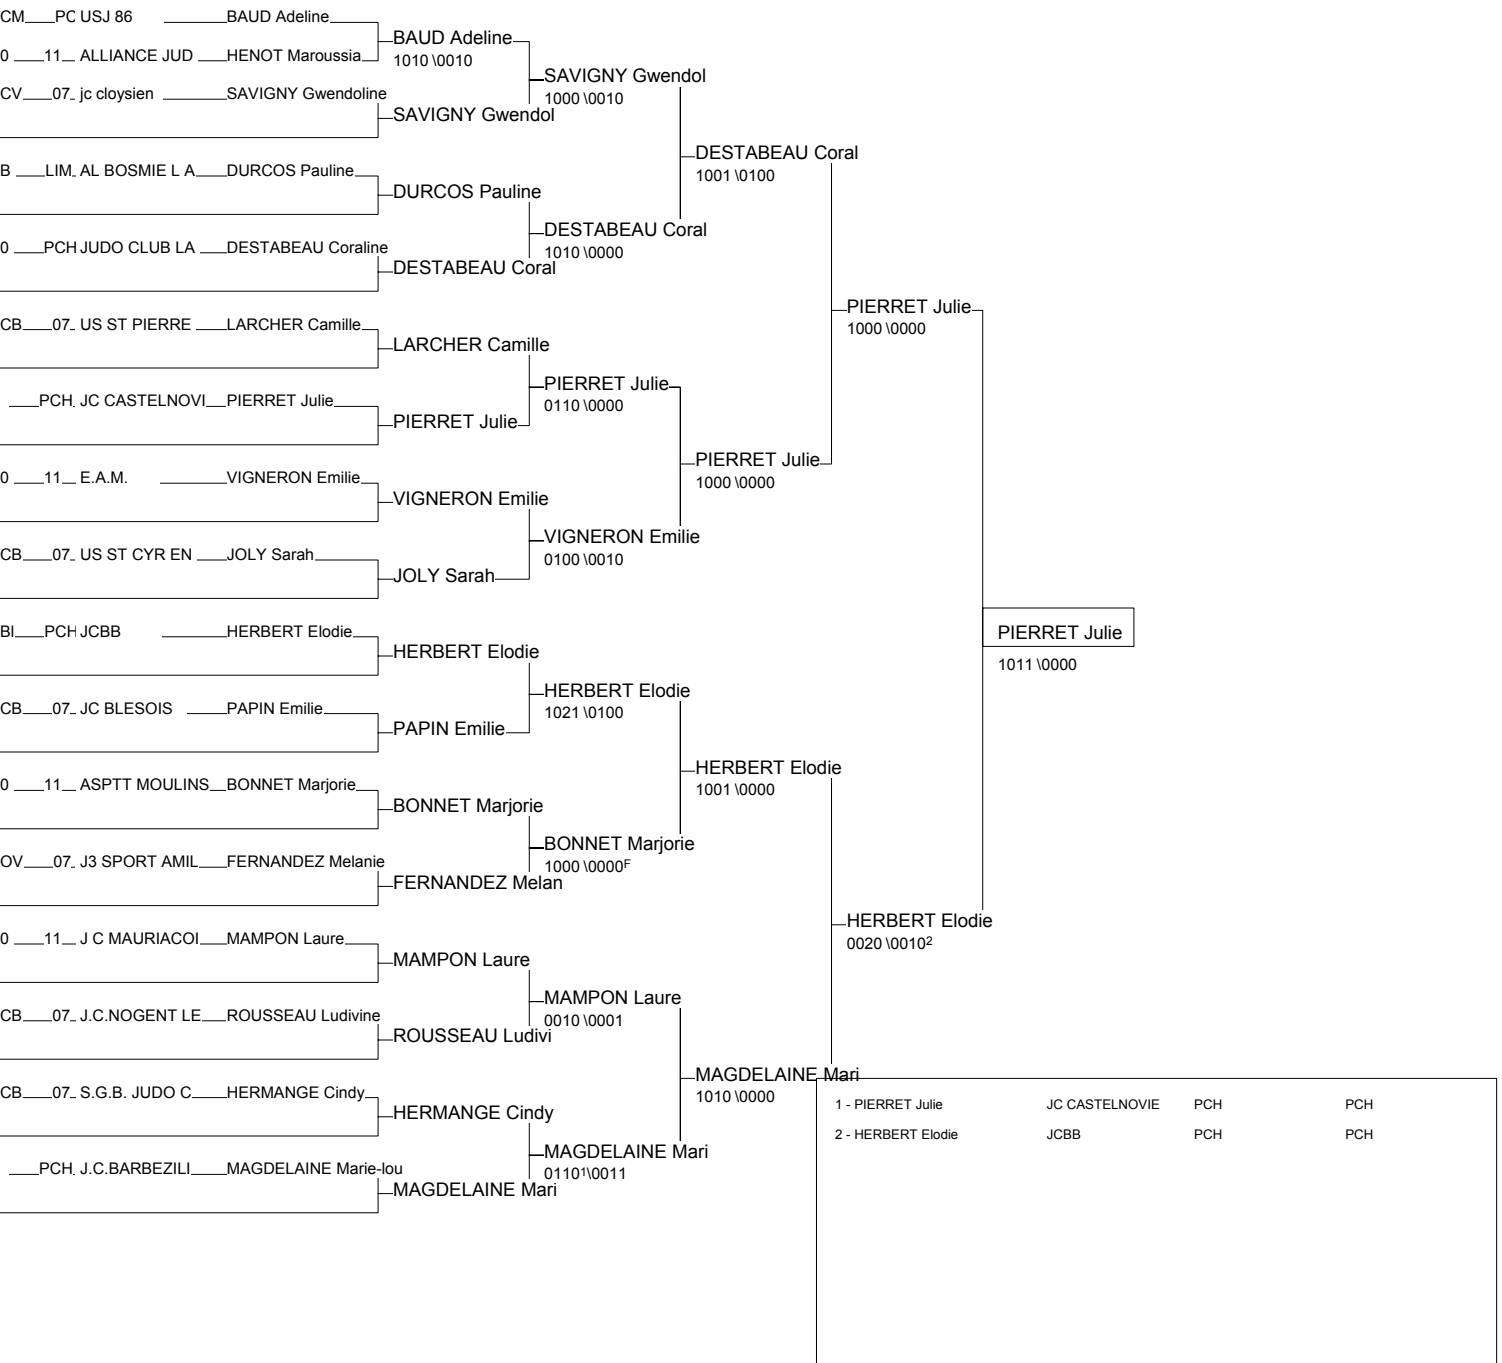 CM PC USJ 86 BAUD Adeline
BAUD Adeline
1010 \0010
0 11 ALLIANCE JUD HENOT Maroussia
SAVIGNY Gwendol
1000 \0010
CV 07 jc cloysien SAVIGNY Gwendoline
SAVIGNY Gwendol
DESTABEAU Coral
1001 \0100
B LIM AL BOSMIE L A DURCOS Pauline
DURCOS Pauline
DESTABEAU Coral
1010 \0000
0 PCH JUDO CLUB LA DESTABEAU Coraline
DESTABEAU Coral
PIERRET Julie
1000 \0000
CB 07 US ST PIERRE LARCHER Camille
LARCHER Camille
PIERRET Julie
0110 \0000
PCH JC CASTELNOVI PIERRET Julie
PIERRET Julie
PIERRET Julie
1000 \0000
0 11 E.A.M. VIGNERON Emilie
VIGNERON Emilie
VIGNERON Emilie
0100 \0010
CB 07 US ST CYR EN JOLY Sarah
JOLY Sarah
PIERRET Julie
1011 \0000
BI PCH JCBB HERBERT Elodie
HERBERT Elodie
HERBERT Elodie
1021 \0100
CB 07 JC BLESOIS PAPIN Emilie
PAPIN Emilie
HERBERT Elodie
1001 \0000
0 11 ASPTT MOULINS BONNET Marjorie
BONNET Marjorie
BONNET Marjorie
1000 \0000F
OV 07 J3 SPORT AMIL FERNANDEZ Melanie
FERNANDEZ Melan
HERBERT Elodie
0020 \0010²
0 11 J C MAURIACOI MAMPON Laure
MAMPON Laure
MAMPON Laure
0010 \0001
CB 07 J.C.NOGENT LE ROUSSEAU Ludivine
ROUSSEAU Ludivi
MAGDELAINE Mari
1010 \0000
CB 07 S.G.B. JUDO C HERMANGE Cindy
HERMANGE Cindy
MAGDELAINE Mari
0110¹\0011
PCH J.C.BARBEZILI MAGDELAINE Marie-lou
MAGDELAINE Mari
1 - PIERRET Julie JC CASTELNOVIE PCH PCH
2 - HERBERT Elodie JCBB PCH PCH